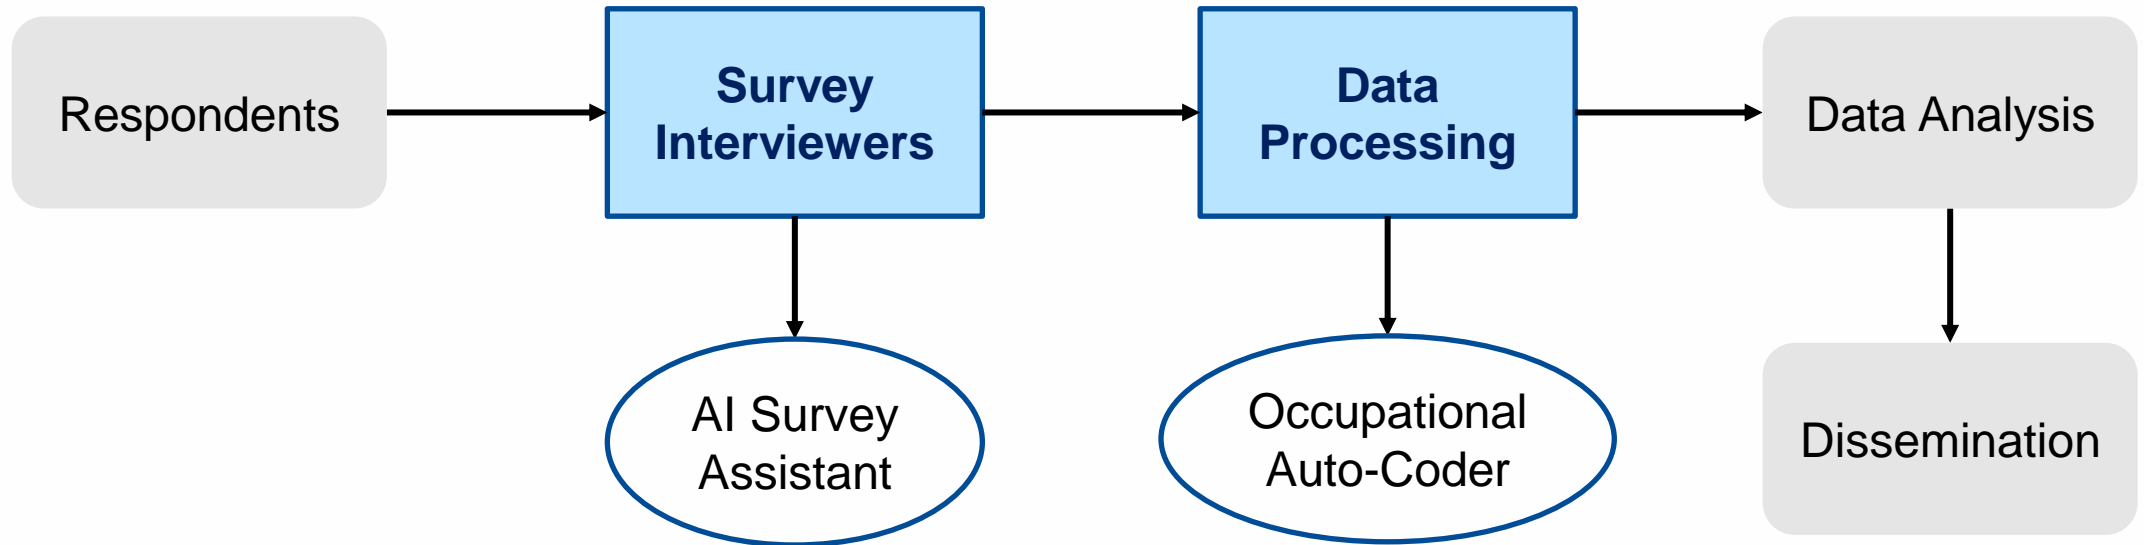 Respondents
Survey
Interviewers
Data
Processing
Data Analysis
AI Survey
Assistant
Occupational
Auto-Coder
Dissemination